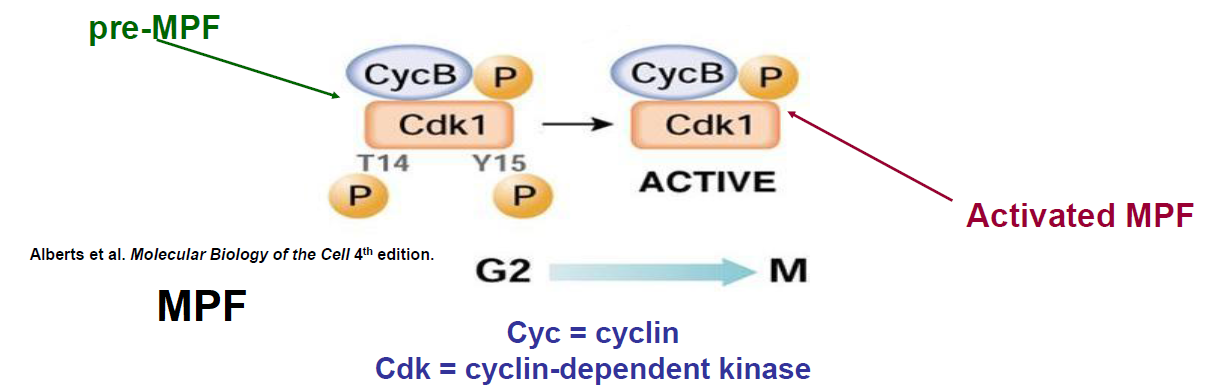 pre-MPF
CycB P
CycB P
Cdk1
Cdk1
T14 Y15
P P
ACTIVE
Activated MPF
Alberts et al. Molecular Biology of the Cell 4th edition.
G2 M
MPF
Cyc = cyclin
Cdk = cyclin-dependent kinase